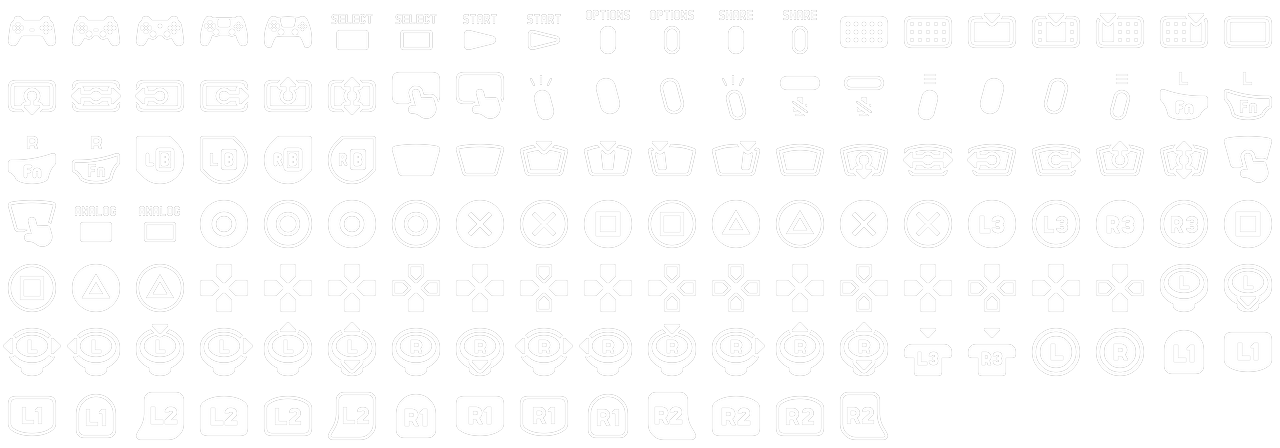 SELECT SELECT START START OPTIONS OPTIONS SHARE SHARE
L L
Fn Fn
R R
Fn Fn LB LB RB RB
ANALOG ANALOG
L3 L3 R3 R3
L L
L L L L L L R R R R R R R R L3 R3 L R L1 L1
L1 L1 L2 L2 L2 L2 R1 R1 R1 R1 R2 R2 R2 R2